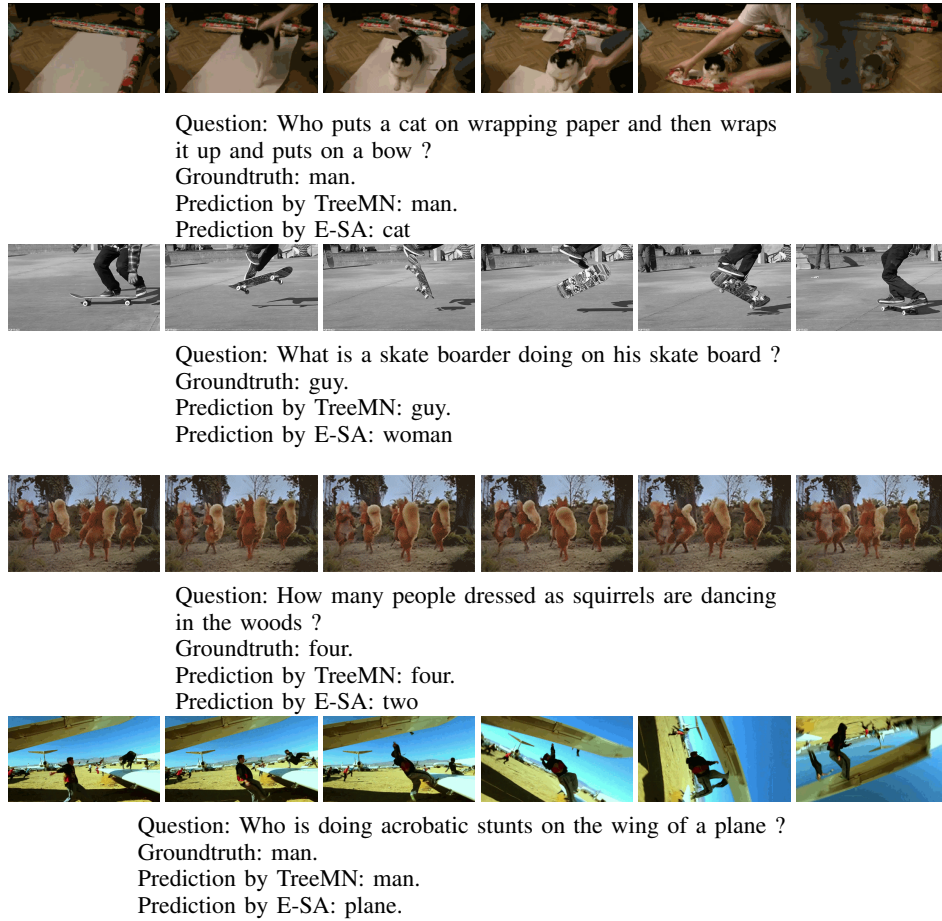 Question: Who puts a cat on wrapping paper and then wraps
it up and puts on a bow ?
Groundtruth: man.
Prediction by TreeMN: man.
Prediction by E-SA: cat
Question: What is a skate boarder doing on his skate board ?
Groundtruth: guy.
Prediction by TreeMN: guy.
Prediction by E-SA: woman
Question: How many people dressed as squirrels are dancing
in the woods ?
Groundtruth: four.
Prediction by TreeMN: four.
Prediction by E-SA: two
Question: Who is doing acrobatic stunts on the wing of a plane ?
Groundtruth: man.
Prediction by TreeMN: man.
Prediction by E-SA: plane.